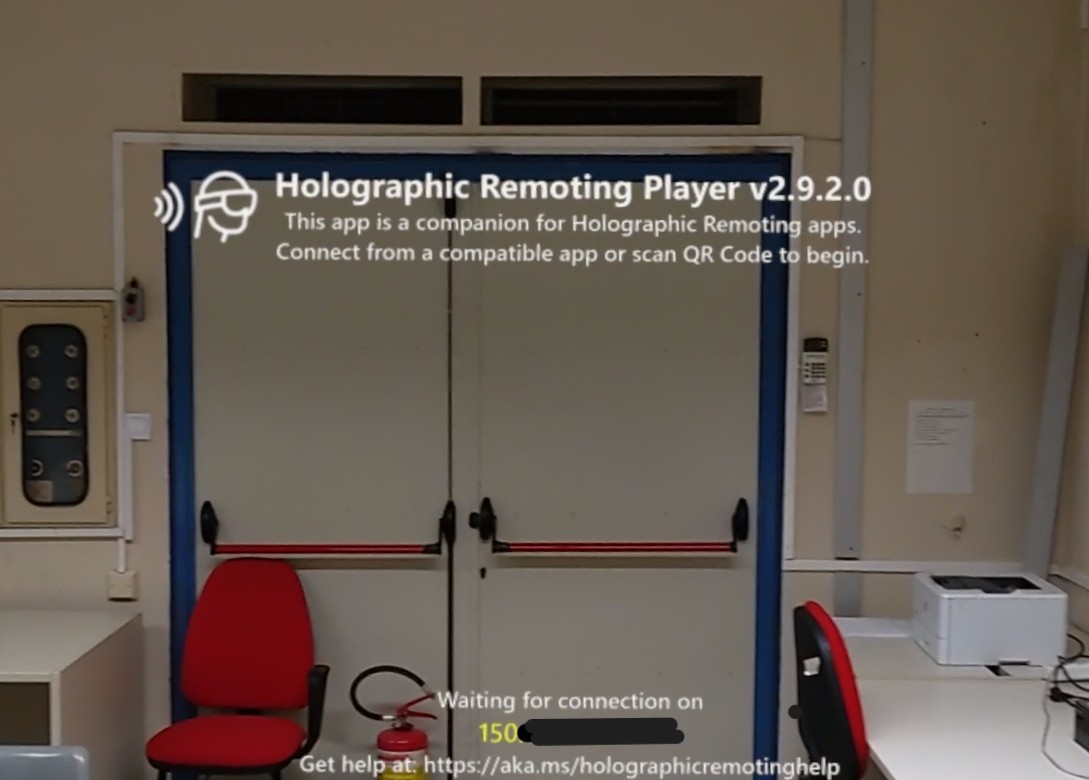 Holographic Remoting Player v2.9.2.0
This app is a companion for Holographic Remoting apps.
Connect from a compatible app or scan QR Code to begin.
Waiting for connection on
150.
Get help at: https://aka.ms/holographicremotinghelp